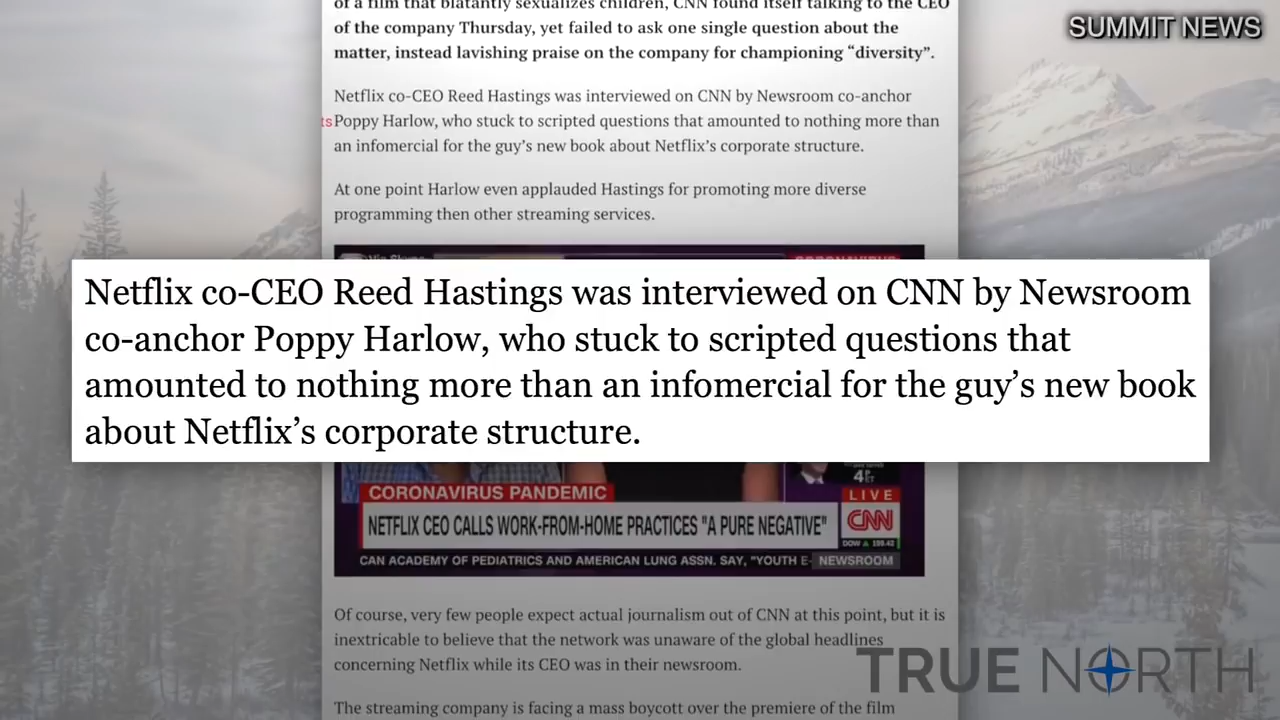 of a film that blatantly sexualizes children, CNN found itself talking to the CEO
SUMMIT NEWS
of the company Thursday, yet failed to ask one single question about the
matter, instead lavishing praise on the company for championing “diversity”.
Netflix co-CEO Reed Hastings was interviewed on CNN by Newsroom co-anchor
ts Poppy Harlow, who stuck to scripted questions that amounted to nothing more than
an infomercial for the guy’s new book about Netflix’s corporate structure.
At one point Harlow even applauded Hastings for promoting more diverse
programming then other streaming services.
Netflix co-CEO Reed Hastings was interviewed on CNN by Newsroom
co-anchor Poppy Harlow, who stuck to scripted questions that
amounted to nothing more than an infomercial for the guy’s new book
about Netflix’s corporate structure.
4 PET
CORONAVIRUS PANDEMIC
LIVE
NETFLIX CEO CALLS WORK-FROM-HOME PRACTICES "A PURE NEGATIVE"
CNN
DOW ▲ 199.42
CAN ACADEMY OF PEDIATRICS AND AMERICAN LUNG ASSN. SAY, "YOUTH E-
NEWSROOM
Of course, very few people expect actual journalism out of CNN at this point, but it is
inextricable to believe that the network was unaware of the global headlines
concerning Netflix while its CEO was in their newsroom.
TRUE NORTH
The streaming company is facing a mass boycott over the premiere of the film